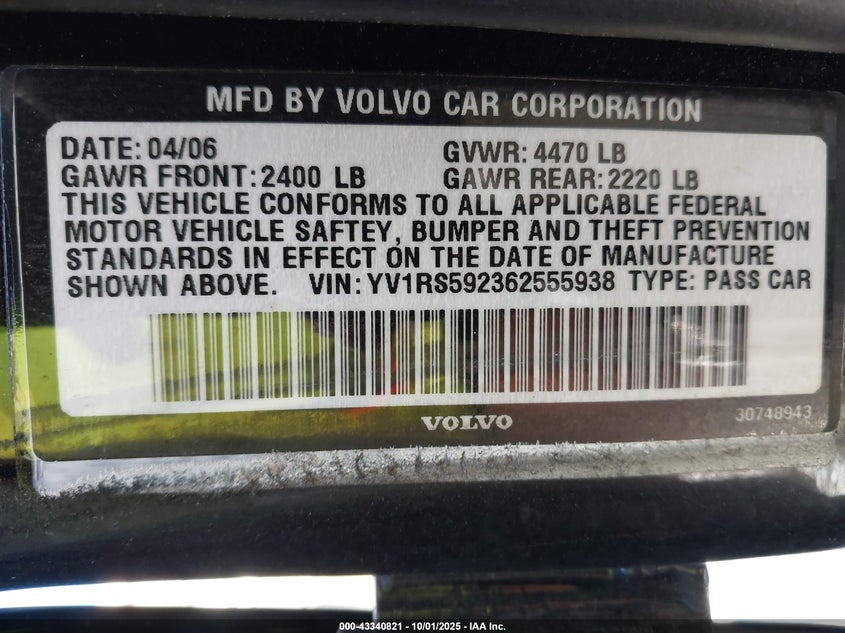 MFD BY VOLVO CAR CORPORATION
DATE: 04/06 GVWR: 4470 LB
GAWR FRONT: 2400 LB GAWR REAR: 2220 LB
THIS VEHICLE CONFORMS TO ALL APPLICABLE FEDERAL
MOTOR VEHICLE SAFTEY, BUMPER AND THEFT PREVENTION
STANDARDS IN EFFECT ON THE DATE OF MANUFACTURE
SHOWN ABOVE. VIN: YV1RS592362555938 TYPE: PASS CAR
VOLVO
30748943
000-43340821 - 10/01/2025 - IAA Inc.